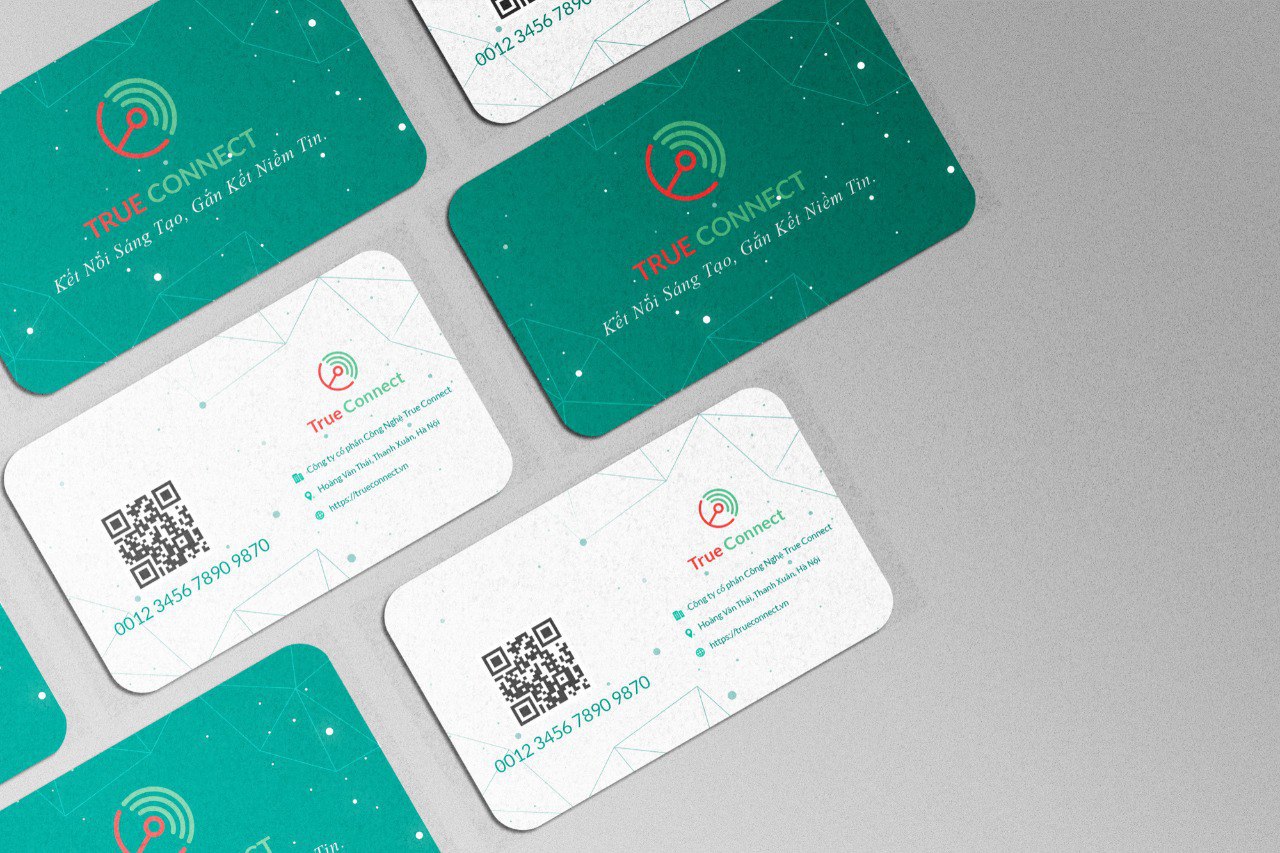 0012 3456 7890
TRUE CONNECT
Kết Nối Sáng Tạo, Gắn Kết Niềm Tin.
TRUE CONNECT
Kết Nối Sáng Tạo, Gắn Kết Niềm Tin.
True Connect
Công ty cổ phần Công Nghệ True Connect
Hoàng Văn Thái, Thanh Xuân, Hà Nội
https://trueconnect.vn
0012 3456 7890 9870
True Connect
Công ty cổ phần Công Nghệ True Connect
Hoàng Văn Thái, Thanh Xuân, Hà Nội
https://trueconnect.vn
0012 3456 7890 9870
Tin.